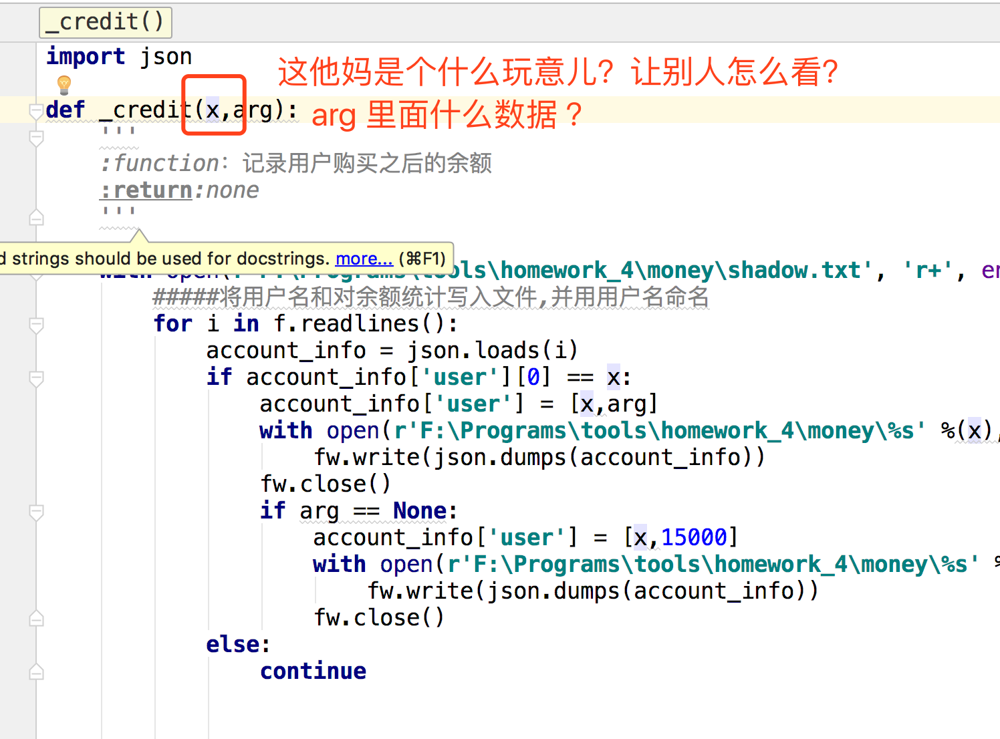 _credit()
import json
这他妈是个什么玩意儿？让别人怎么看?
def _credit(x,arg):
arg 里面什么数据？
'''
:function: 记录用户购买之后的余额
:return:none
'''
d strings should be used for docstrings. more... (⌘F1)
with open(r'F:\Programs\tools\homework_4\money\shadow.txt', 'r+', en
#####将用户名和对余额统计写入文件,并用用户名命名
for i in f.readlines():
account_info = json.loads(i)
if account_info['user'][0] == x:
account_info['user'] = [x,arg]
with open(r'F:\Programs\tools\homework_4\money\%s' %(x),
fw.write(json.dumps(account_info))
fw.close()
if arg == None:
account_info['user'] = [x,15000]
with open(r'F:\Programs\tools\homework_4\money\%s' %
fw.write(json.dumps(account_info))
fw.close()
else:
continue